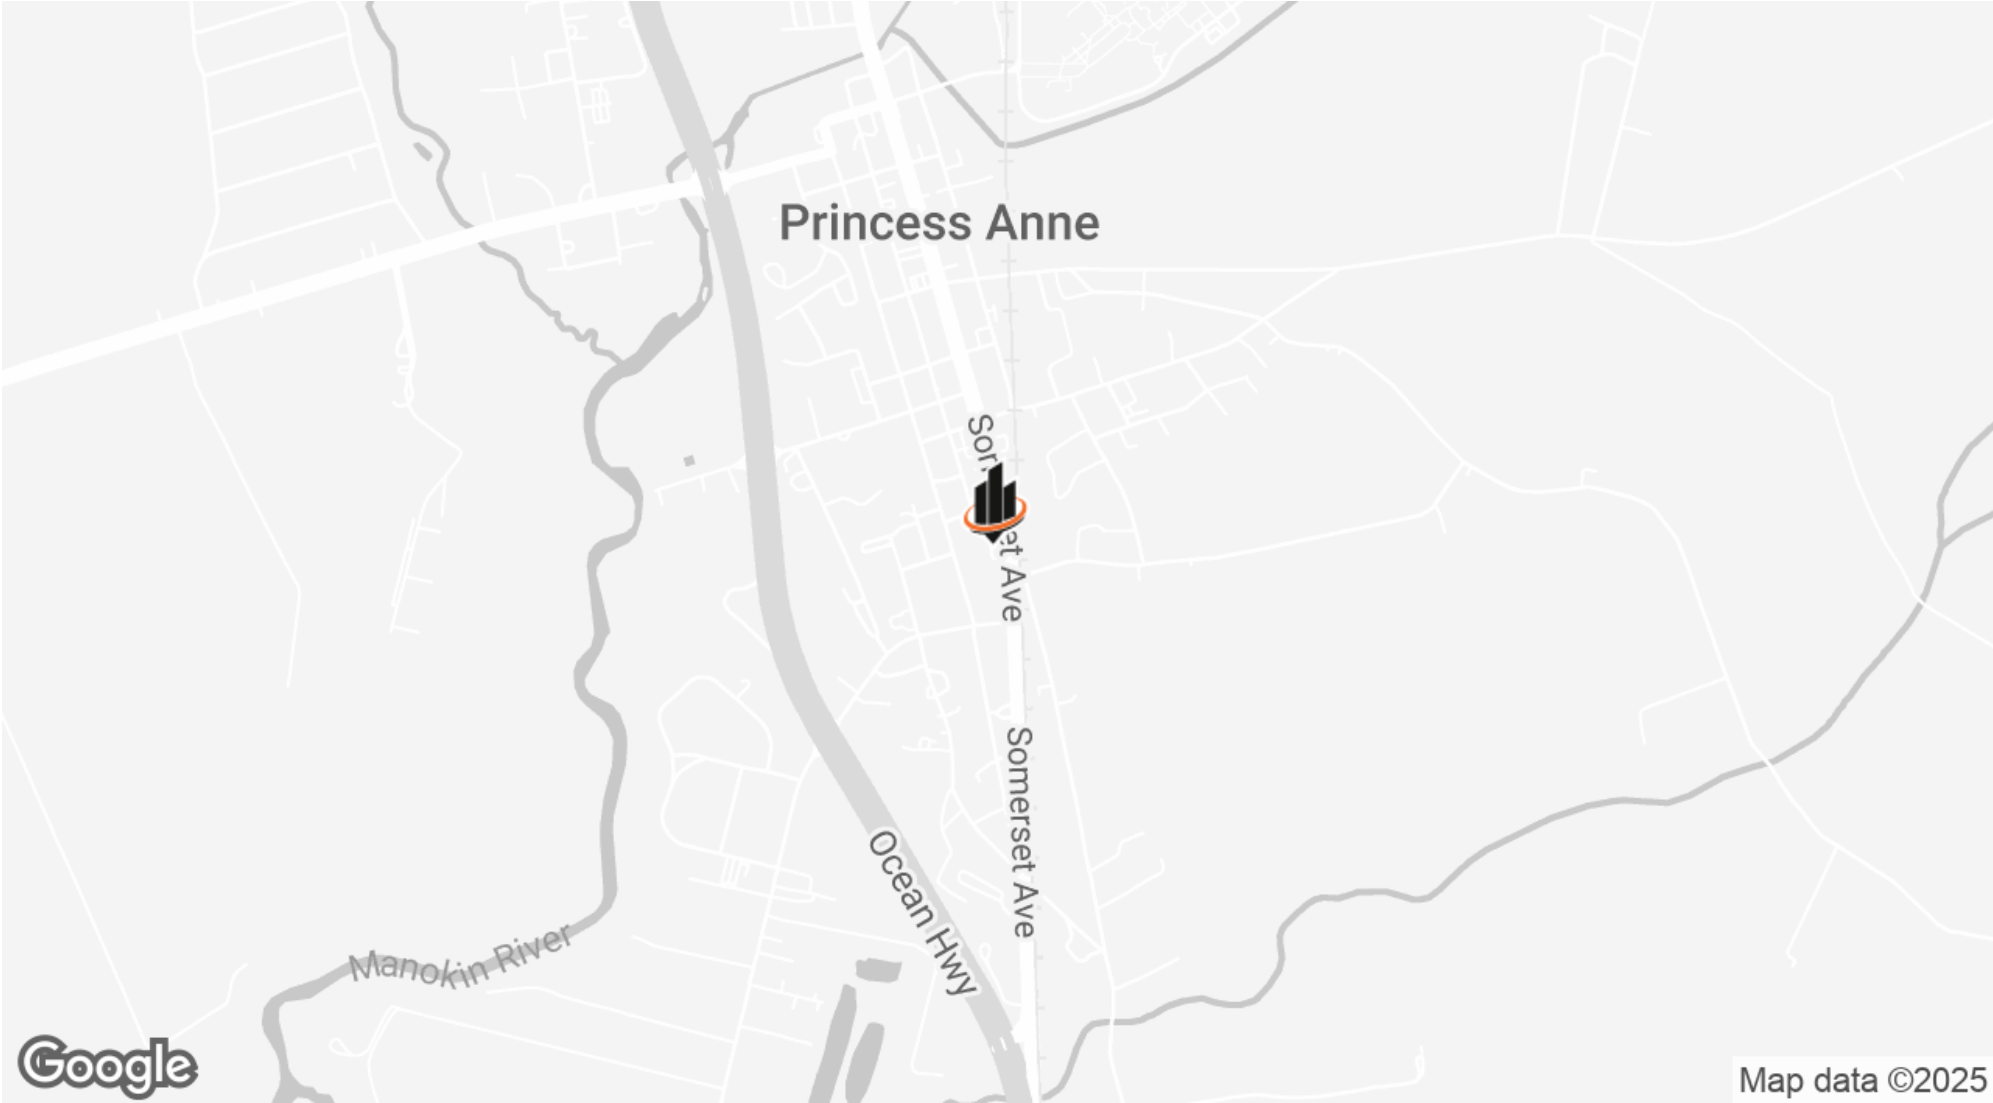 Princess Anne
Somerset Ave
Ocean Hwy
Manokin River
Google
Map data ©2025